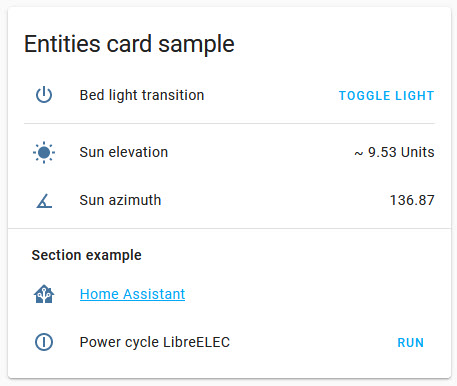 Entities card sample
Bed light transition TOGGLE LIGHT
Sun elevation ~ 9.53 Units
Sun azimuth 136.87
Section example
Home Assistant
Power cycle LibreELEC RUN